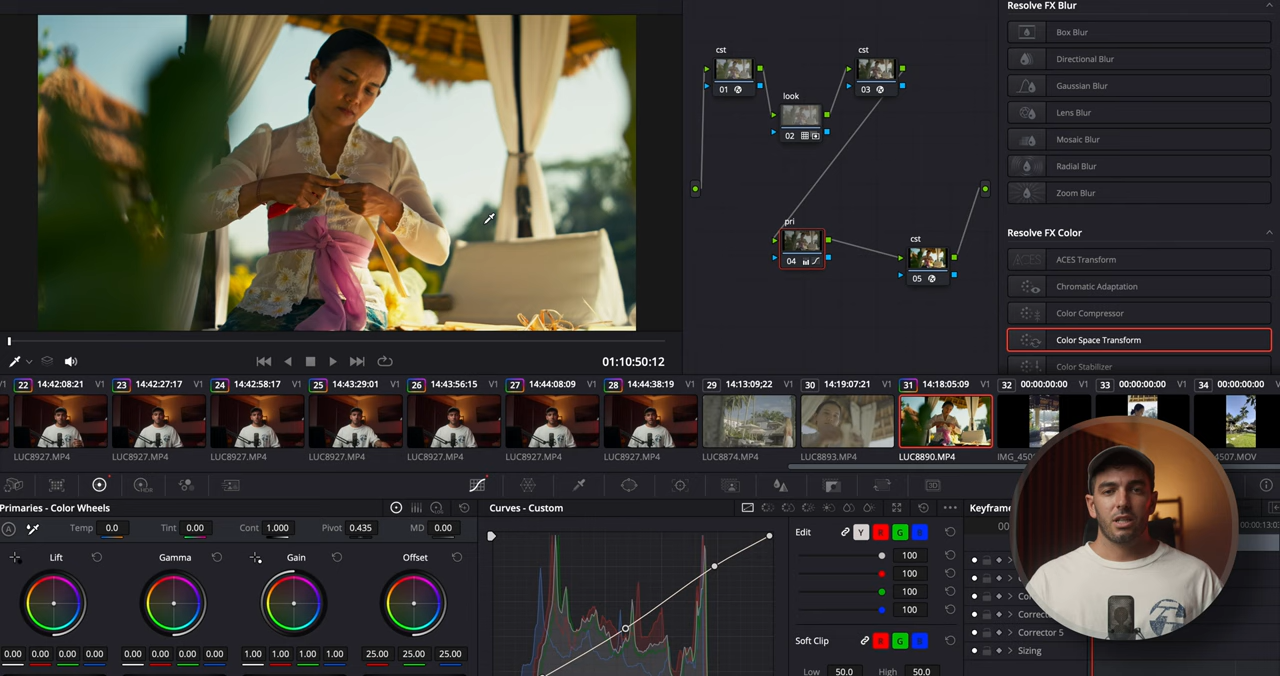 Resolve FX Blur
Box Blur
Directional Blur
Gaussian Blur
Lens Blur
Mosaic Blur
Radial Blur
Zoom Blur
Resolve FX Color
ACES ACES Transform
Chromatic Adaptation
Color Compressor
Color Space Transform
Color Stabilizer
cst
01
look
02
cst
03
pri
04
cst
05
01:10:50:12
22 14:42:08:21 V1
23 14:42:27:17 V1
24 14:42:58:17 V1
25 14:43:29:01 V1
26 14:43:56:15 V1
27 14:44:08:09 V1
28 14:44:38:19 V1
29 14:13:09;22 V1
30 14:19:07:21 V1
31 14:18:05:09 V1
32 00:00:00:00 V1
33 00:00:00:00 V1
34 00:00:00:00
LUC8927.MP4
LUC8927.MP4
LUC8927.MP4
LUC8927.MP4
LUC8927.MP4
LUC8927.MP4
LUC8927.MP4
LUC8874.MP4
LUC8893.MP4
LUC8890.MP4
4507.MOV
HDR
3D
Primaries - Color Wheels
A
Temp 0.0
Tint 0.00
Cont 1.000
Pivot 0.435
MD 0.00
Lift
Gamma
Gain
Offset
0.00 0.00 0.00 0.00
0.00 0.00 0.00 0.00
1.00 1.00 1.00 1.00
25.00 25.00 25.00
Curves - Custom
Edit Y R G B
100
100
100
100
Soft Clip R G B
Low 50.0 High 50.0
Keyframe
00
Corrector 5
Sizing